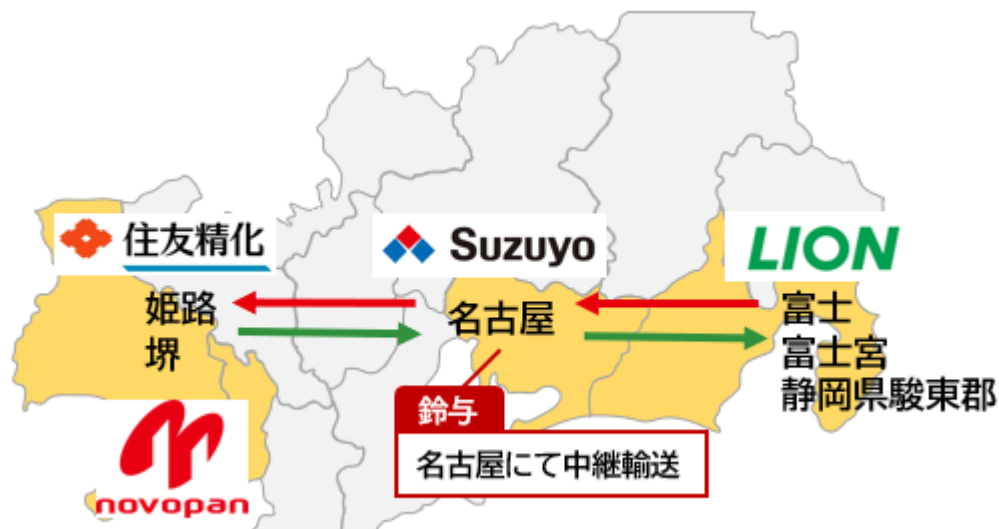 住友精化
Suzuyo
LION
姫路
堺
名古屋
富士
富士宮
静岡県駿東郡
鈴与
名古屋にて中継輸送
novopan